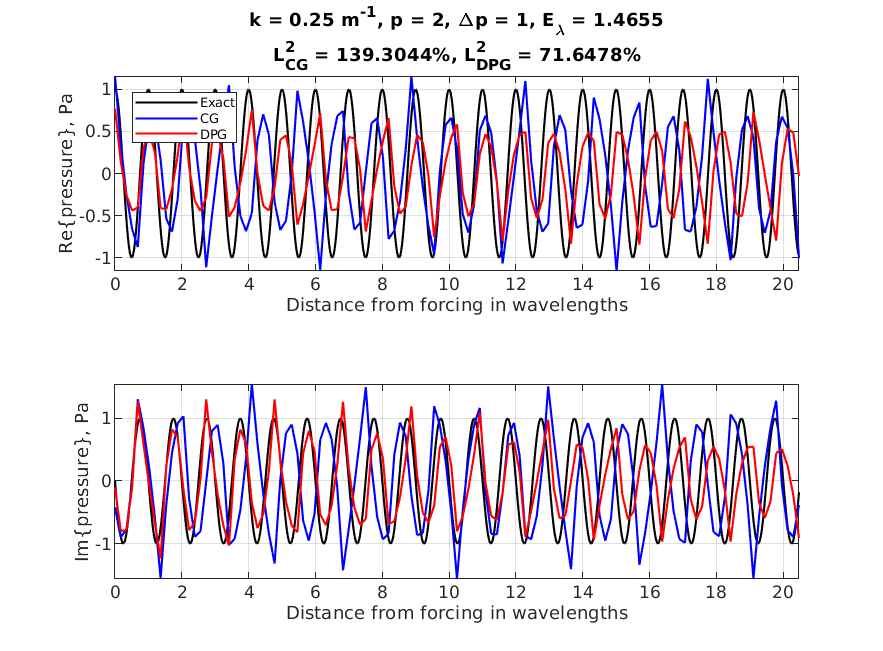 k = 0.25 m⁻¹, p = 2, Δp = 1, E_λ = 1.4655
L²_CG = 139.3044%, L²_DPG = 71.6478%
1
0.5
0
-0.5
-1
Re{pressure}, Pa
Exact
CG
DPG
0 2 4 6 8 10 12 14 16 18 20
Distance from forcing in wavelengths
1
0
-1
Im{pressure}, Pa
0 2 4 6 8 10 12 14 16 18 20
Distance from forcing in wavelengths